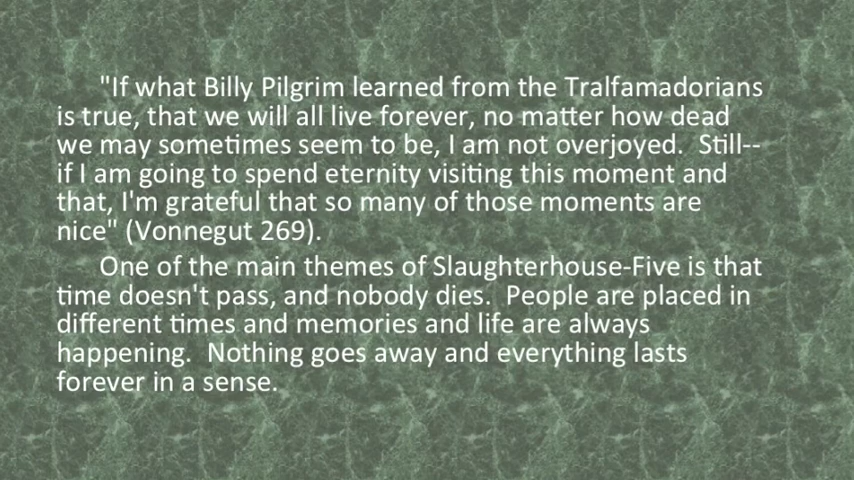 "If what Billy Pilgrim learned from the Tralfamadorians
is true, that we will all live forever, no matter how dead
we may sometimes seem to be, I am not overjoyed.  Still--
if I am going to spend eternity visiting this moment and
that, I'm grateful that so many of those moments are
nice" (Vonnegut 269).
One of the main themes of Slaughterhouse-Five is that
time doesn't pass, and nobody dies.  People are placed in
different times and memories and life are always
happening.  Nothing goes away and everything lasts
forever in a sense.